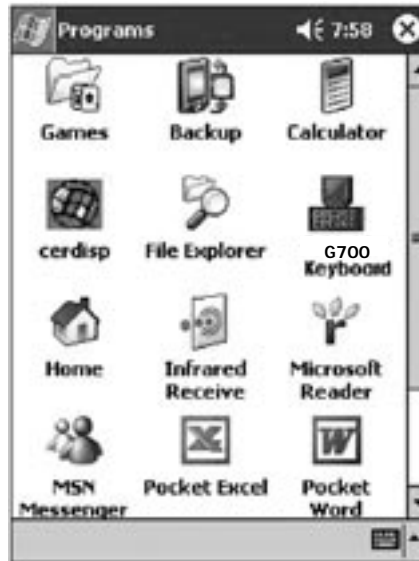 Programs 7:58
Games Backup Calculator
cerdisp File Explorer G700 Keyboard
Home Infrared Receive Microsoft Reader
MSN Messenger Pocket Excel Pocket Word